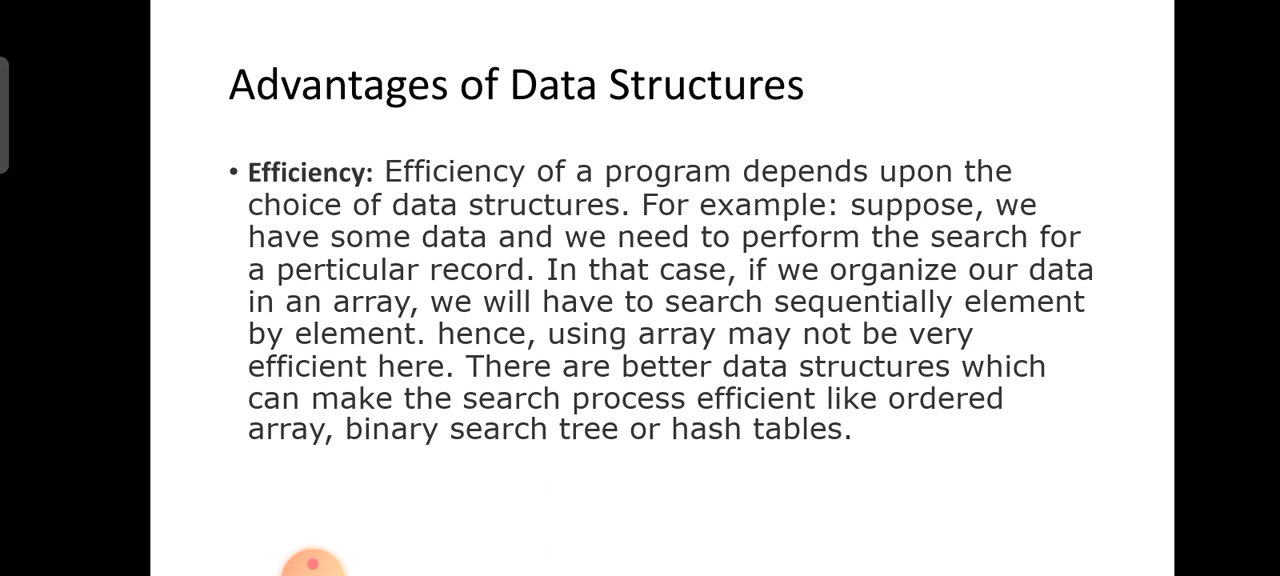 Advantages of Data Structures
• Efficiency: Efficiency of a program depends upon the
choice of data structures. For example: suppose, we
have some data and we need to perform the search for
a perticular record. In that case, if we organize our data
in an array, we will have to search sequentially element
by element. hence, using array may not be very
efficient here. There are better data structures which
can make the search process efficient like ordered
array, binary search tree or hash tables.